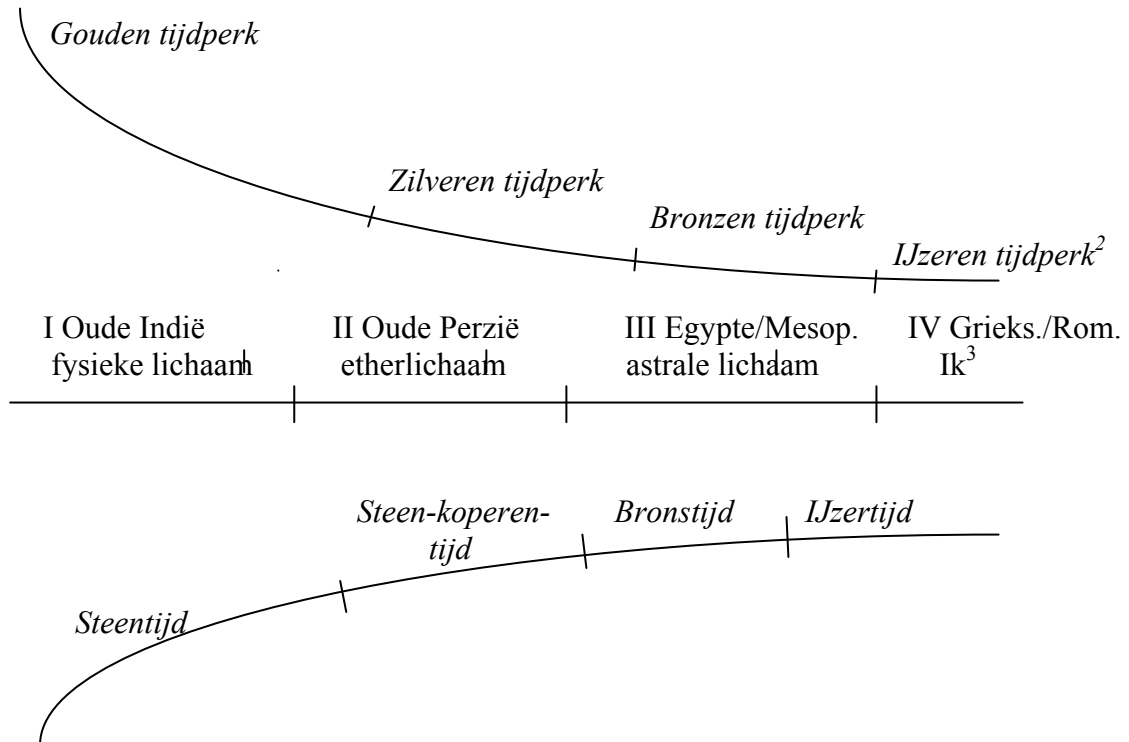 Gouden tijdperk
Zilveren tijdperk
Bronzen tijdperk
IJzeren tijdperk²
I Oude Indië
fysieke lichaam
II Oude Perzië
etherlichaam
III Egypte/Mesop.
astrale lichaam
IV Grieks./Rom.
Ik³
Steen-koperen-
tijd
Bronstijd
IJzertijd
Steentijd